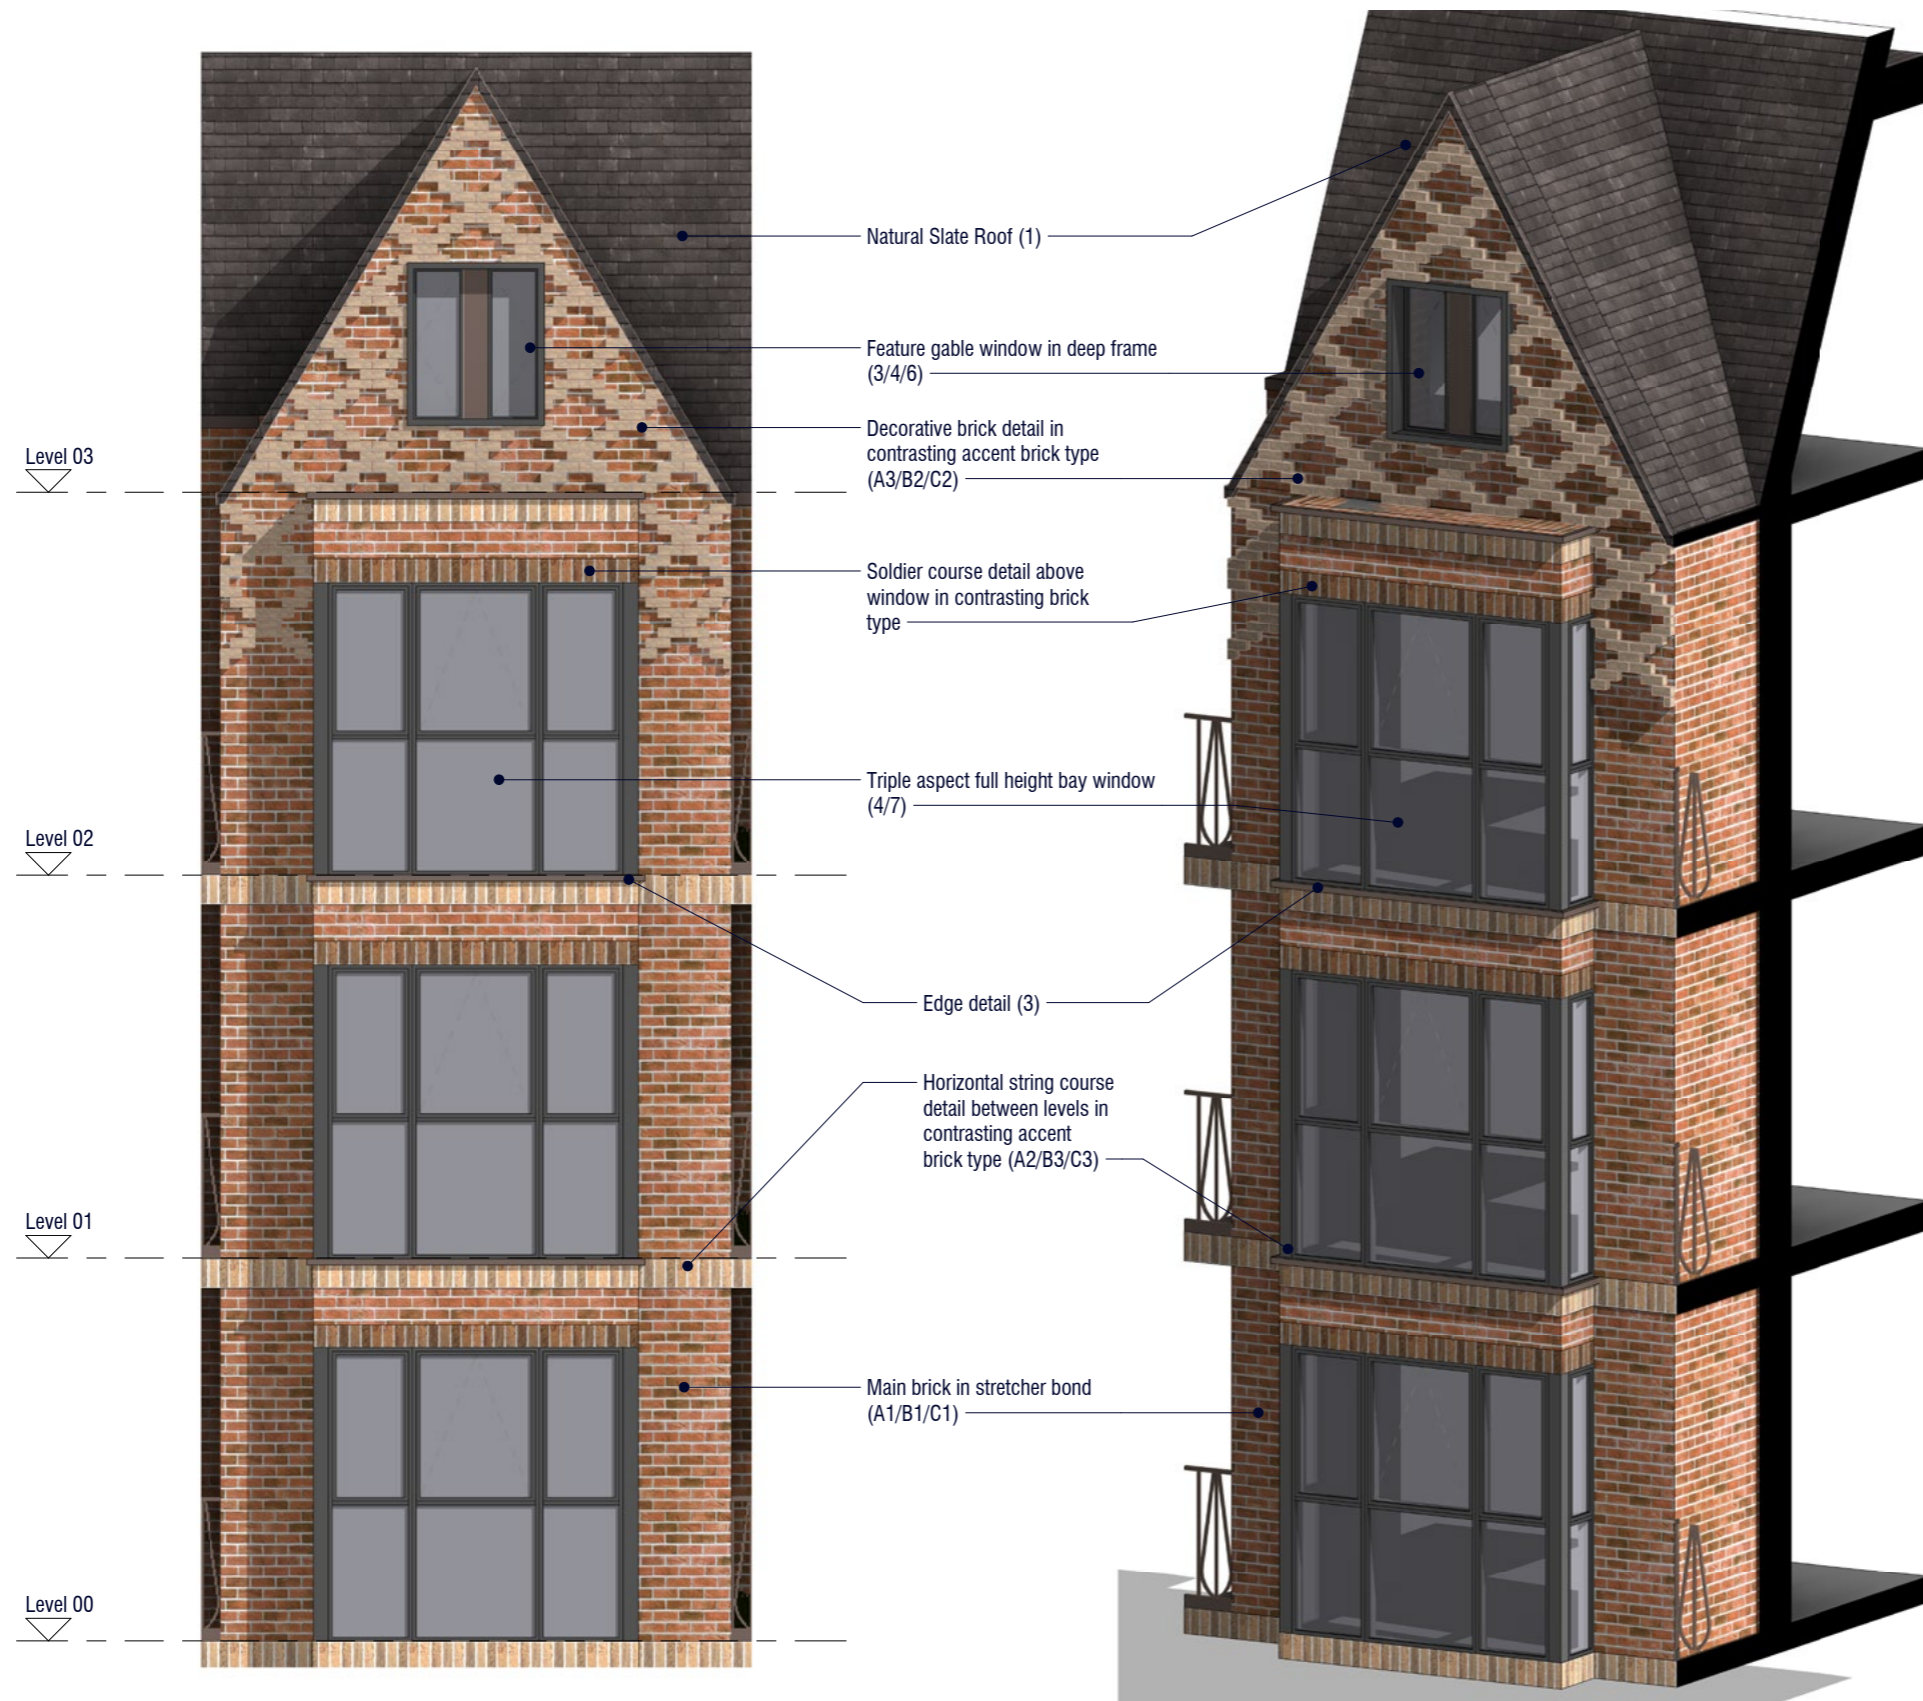 Natural Slate Roof (1)
Feature gable window in deep frame
(3/4/6)
Decorative brick detail in
contrasting accent brick type
(A3/B2/C2)
Level 03
Soldier course detail above
window in contrasting brick
type
Triple aspect full height bay window
(4/7)
Level 02
Edge detail (3)
Horizontal string course
detail between levels in
contrasting accent
brick type (A2/B3/C3)
Level 01
Main brick in stretcher bond
(A1/B1/C1)
Level 00